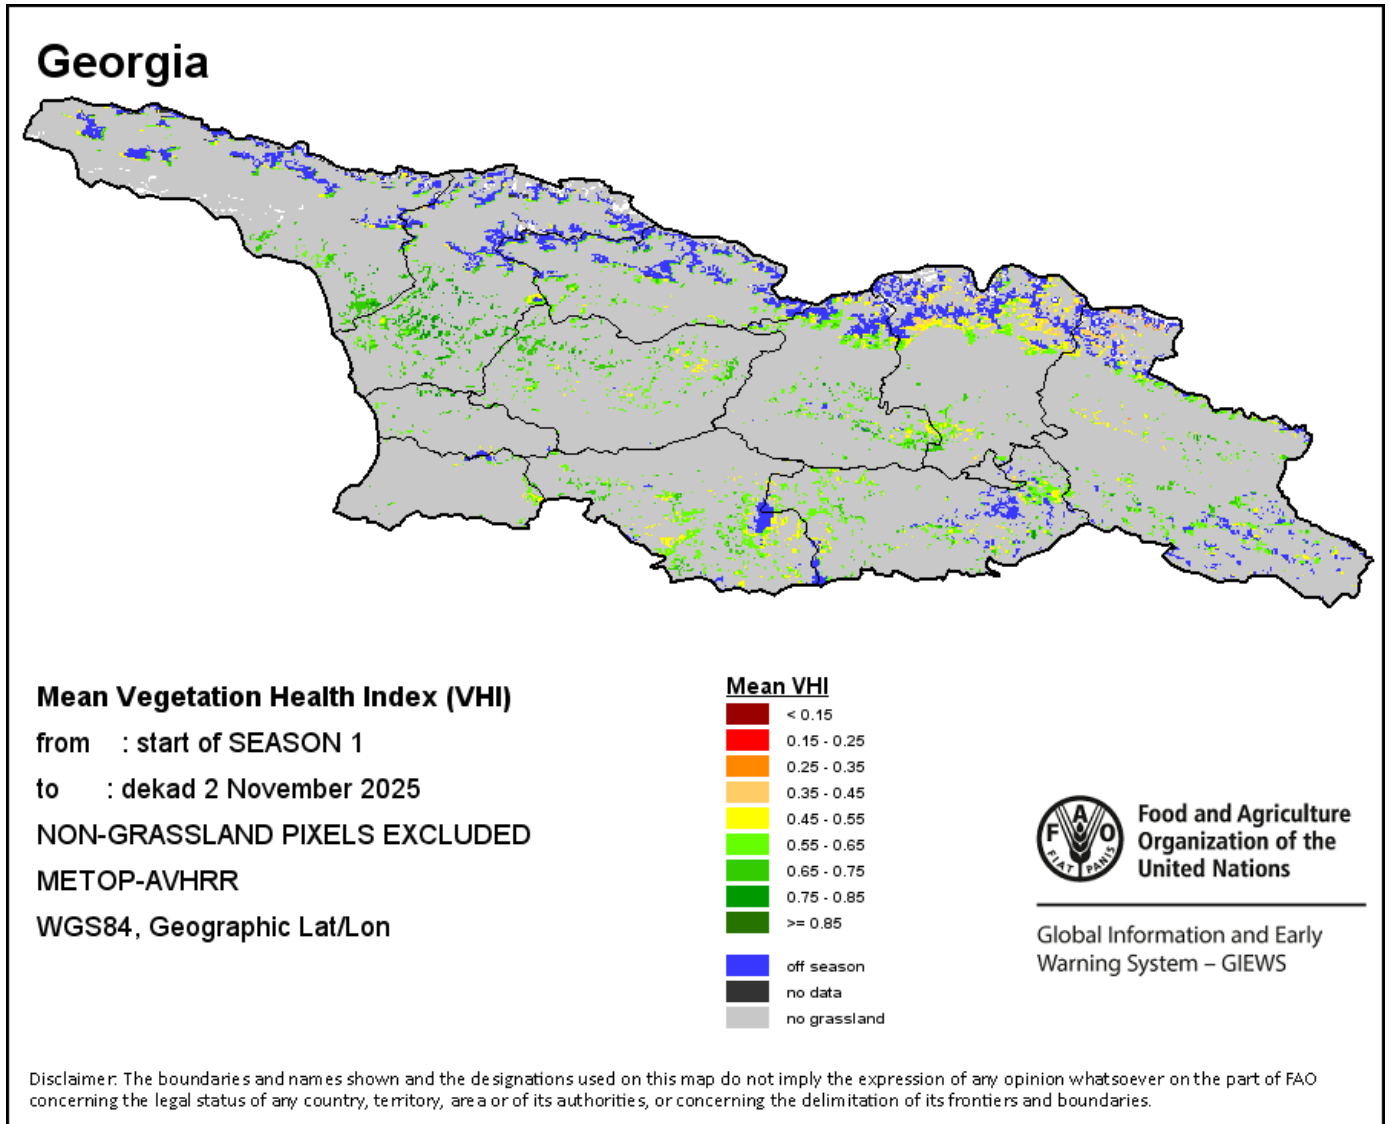 Georgia
Mean Vegetation Health Index (VHI)
from : start of SEASON 1
to : dekad 2 November 2025
NON-GRASSLAND PIXELS EXCLUDED
METOP-AVHRR
WGS84, Geographic Lat/Lon
Mean VHI
< 0.15
0.15 - 0.25
0.25 - 0.35
0.35 - 0.45
0.45 - 0.55
0.55 - 0.65
0.65 - 0.75
0.75 - 0.85
>= 0.85
off season
no data
no grassland
F A O
FIAT PANIS
Food and Agriculture
Organization of the
United Nations
Global Information and Early
Warning System – GIEWS
Disclaimer: The boundaries and names shown and the designations used on this map do not imply the expression of any opinion whatsoever on the part of FAO
concerning the legal status of any country, territory, area or of its authorities, or concerning the delimitation of its frontiers and boundaries.